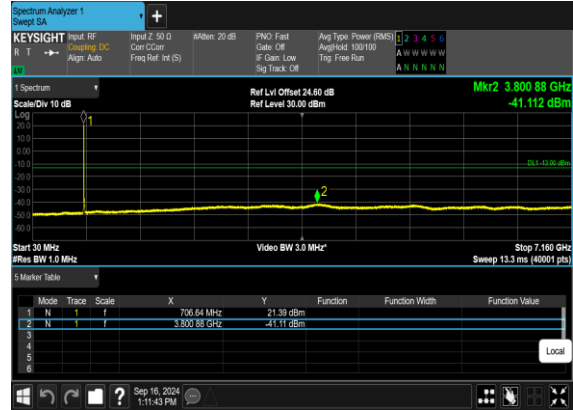 Spectrum Analyzer 1
Swept SA
+
KEYSIGHT Input: RF
R T Coupling: DC
Align: Auto
LM
Input Z: 50 Ω
Corr CCorr
Freq Ref: Int (S)
#Atten: 20 dB
PNO: Fast
Gate: Off
IF Gain: Low
Sig Track: Off
Avg Type: Power (RMS)
Avg|Hold: 100/100
Trig: Free Run
1 2 3 4 5 6
A W W W W W
A N N N N N
1 Spectrum
Scale/Div 10 dB
Ref Lvl Offset 24.60 dB
Ref Level 30.00 dBm
Mkr2 3.800 88 GHz
-41.112 dBm
Log
20.0
10.0
0.00
-10.0
-20.0
-30.0
-40.0
-50.0
-60.0
1
2
DL1 -13.00 dBm
Start 30 MHz
#Res BW 1.0 MHz
Video BW 3.0 MHz*
Stop 7.160 GHz
Sweep 13.3 ms (40001 pts)
5 Marker Table
Mode Trace Scale X Y Function Function Width Function Value
1 N 1 f 706.64 MHz 21.39 dBm
2 N 1 f 3.800 88 GHz -41.11 dBm
3
4
5
6
Local
?
Sep 16, 2024
1:11:43 PM